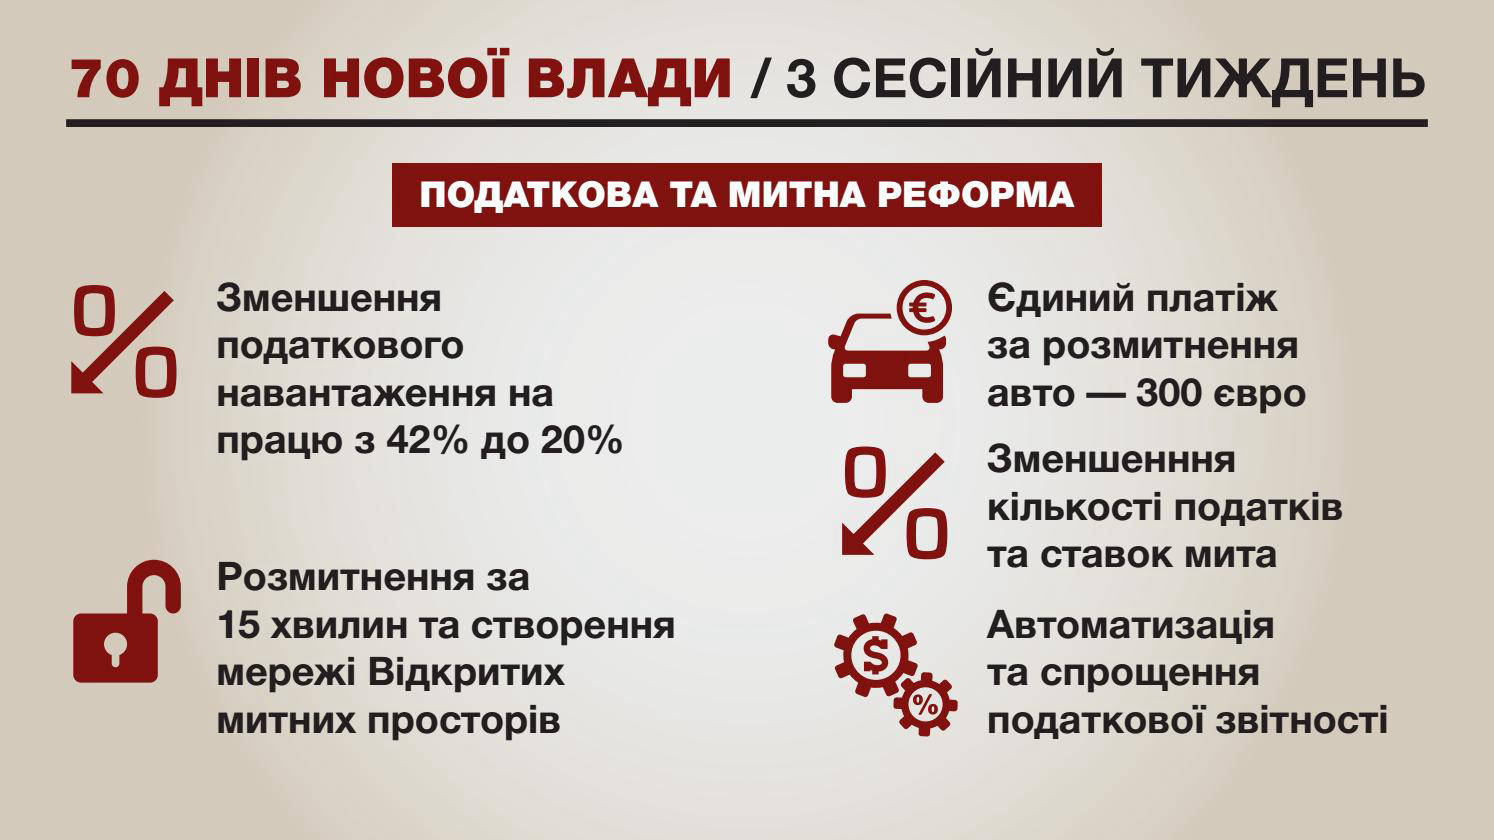 70 ДНІВ НОВОЇ ВЛАДИ / 3 СЕСІЙНИЙ ТИЖДЕНЬ
ПОДАТКОВА ТА МИТНА РЕФОРМА
Зменшення
податкового
навантаження на
працю з 42% до 20%
Розмитнення за
15 хвилин та створення
мережі Відкритих
митних просторів
€
Єдиний платіж
за розмитнення
авто — 300 євро
Зменшенння
кількості податків
та ставок мита
$
%
Автоматизація
та спрощення
податкової звітності